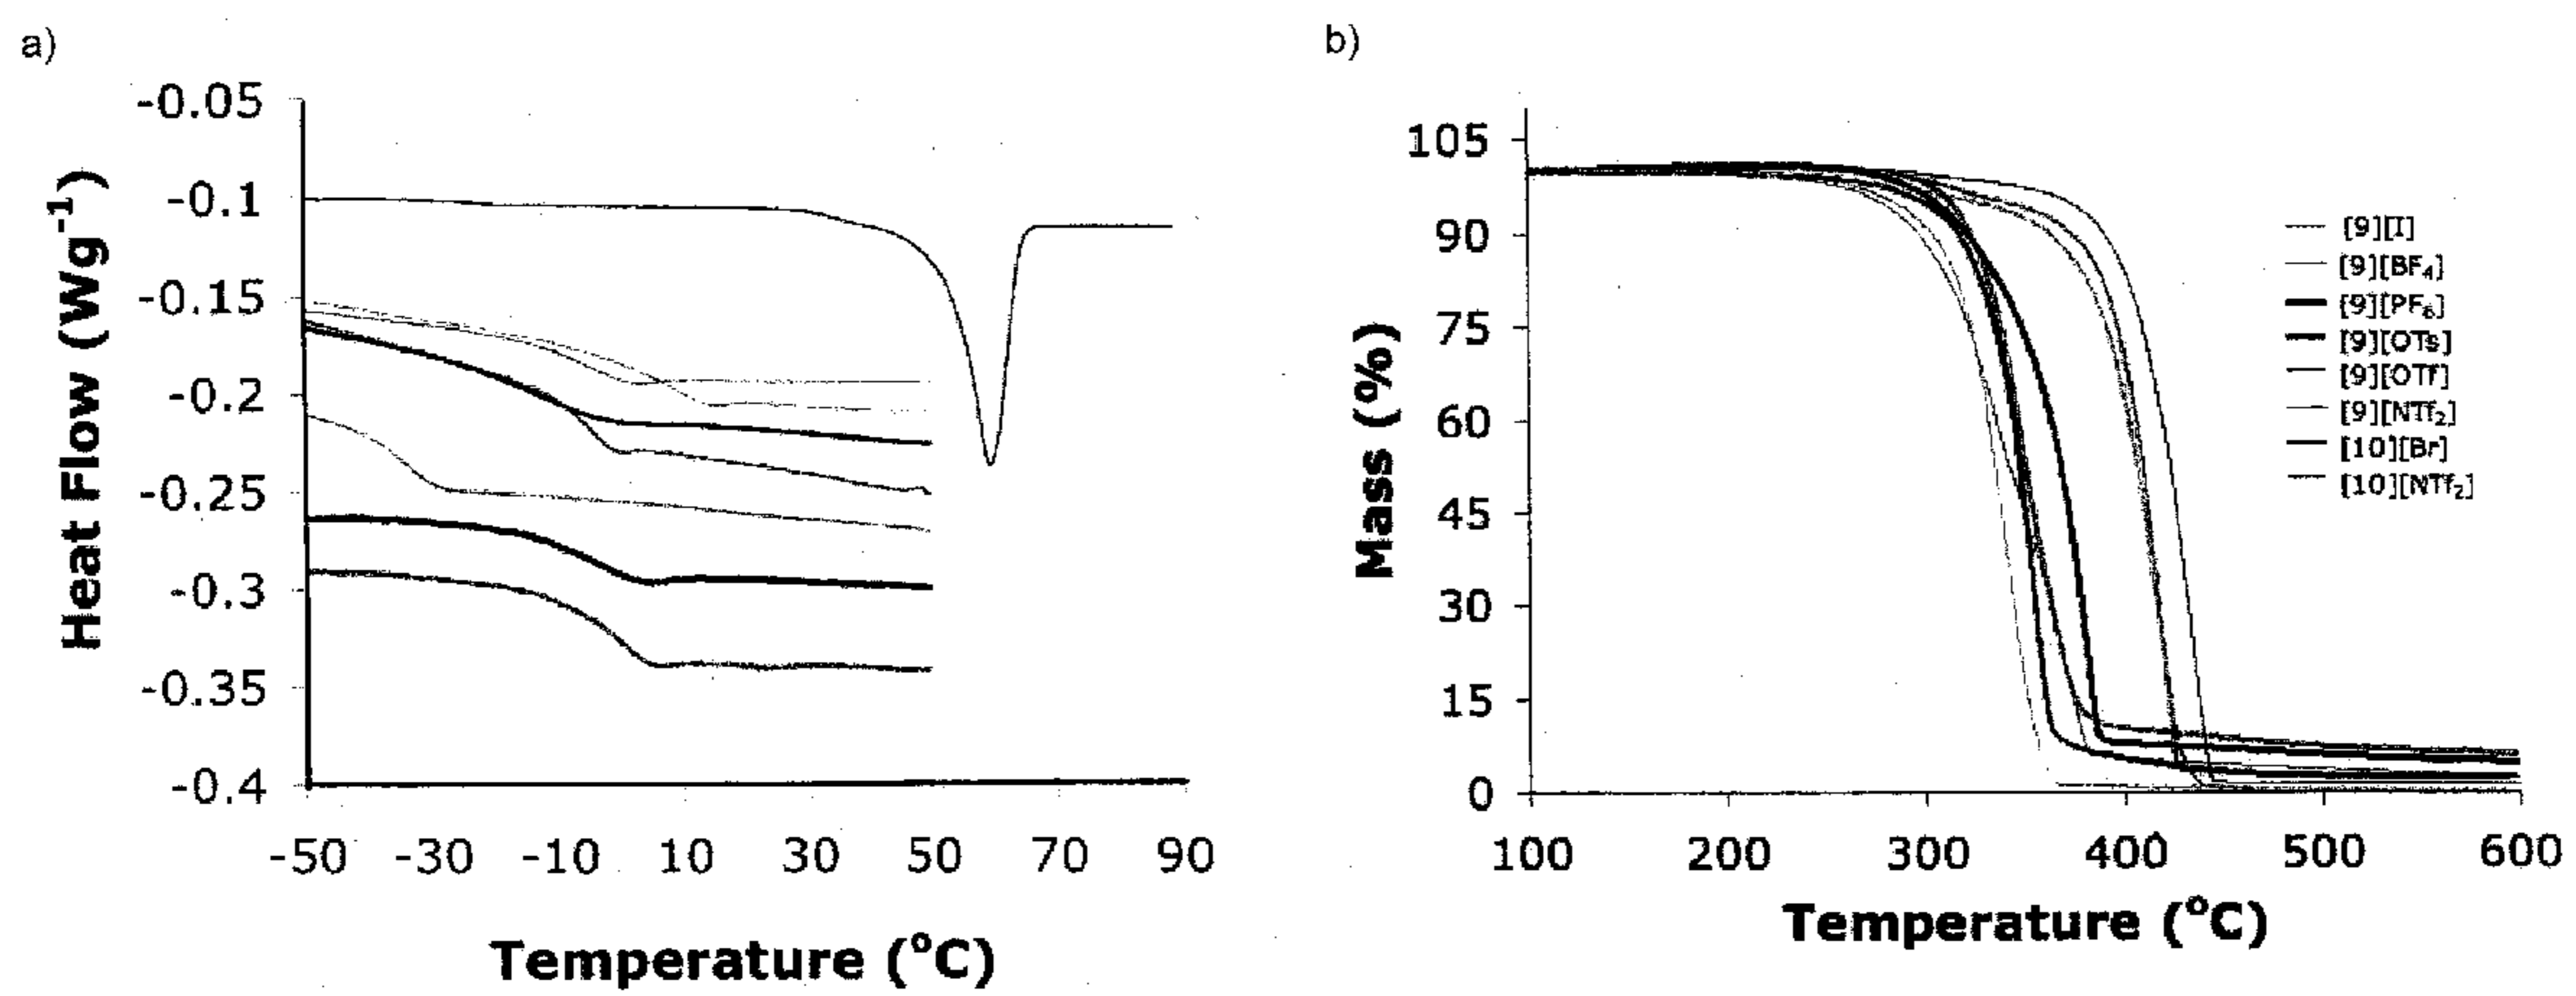 a)
-0.05
-0.1
-0.15
-0.2
-0.25
-0.3
-0.35
-0.4
Heat Flow (Wg⁻¹)
-50 -30 -10 10 30 50 70 90
Temperature (°C)
b)
105
90
75
60
45
30
15
0
Mass (%)
100 200 300 400 500 600
Temperature (°C)
[9][I]
[9][BF₄]
[9][PF₆]
[9][OTs]
[9][OTf]
[9][NTf₂]
[10][Br]
[10][NTf₂]